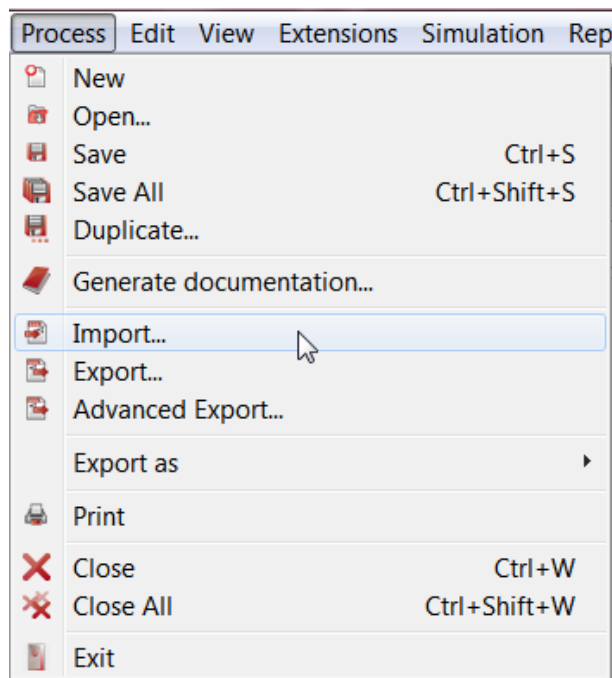 Process Edit View Extensions Simulation Rep
New
Open...
Save Ctrl+S
Save All Ctrl+Shift+S
Duplicate...
Generate documentation...
Import...
Export...
Advanced Export...
Export as
Print
Close Ctrl+W
Close All Ctrl+Shift+W
Exit